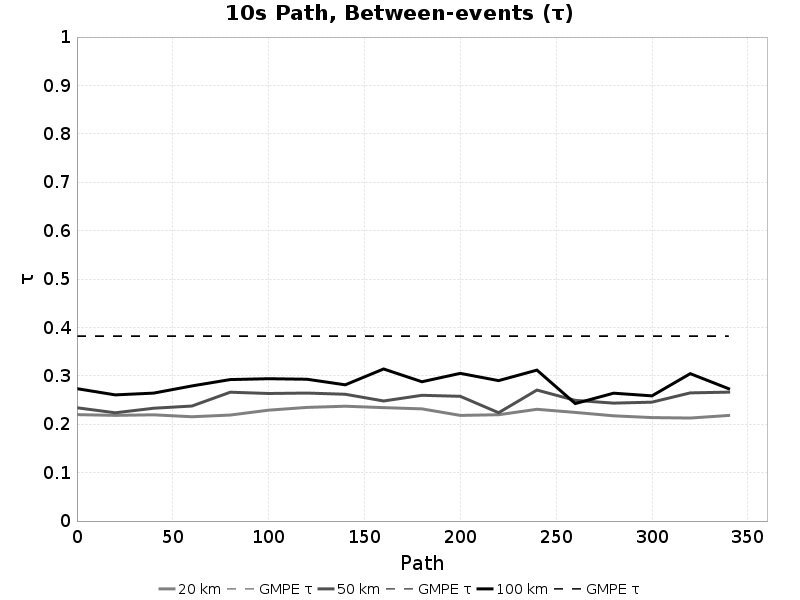 10s Path, Between-events (τ)
1
0.9
0.8
0.7
0.6
0.5
0.4
0.3
0.2
0.1
0
τ
0 50 100 150 200 250 300 350
Path
20 km GMPE τ 50 km GMPE τ 100 km GMPE τ